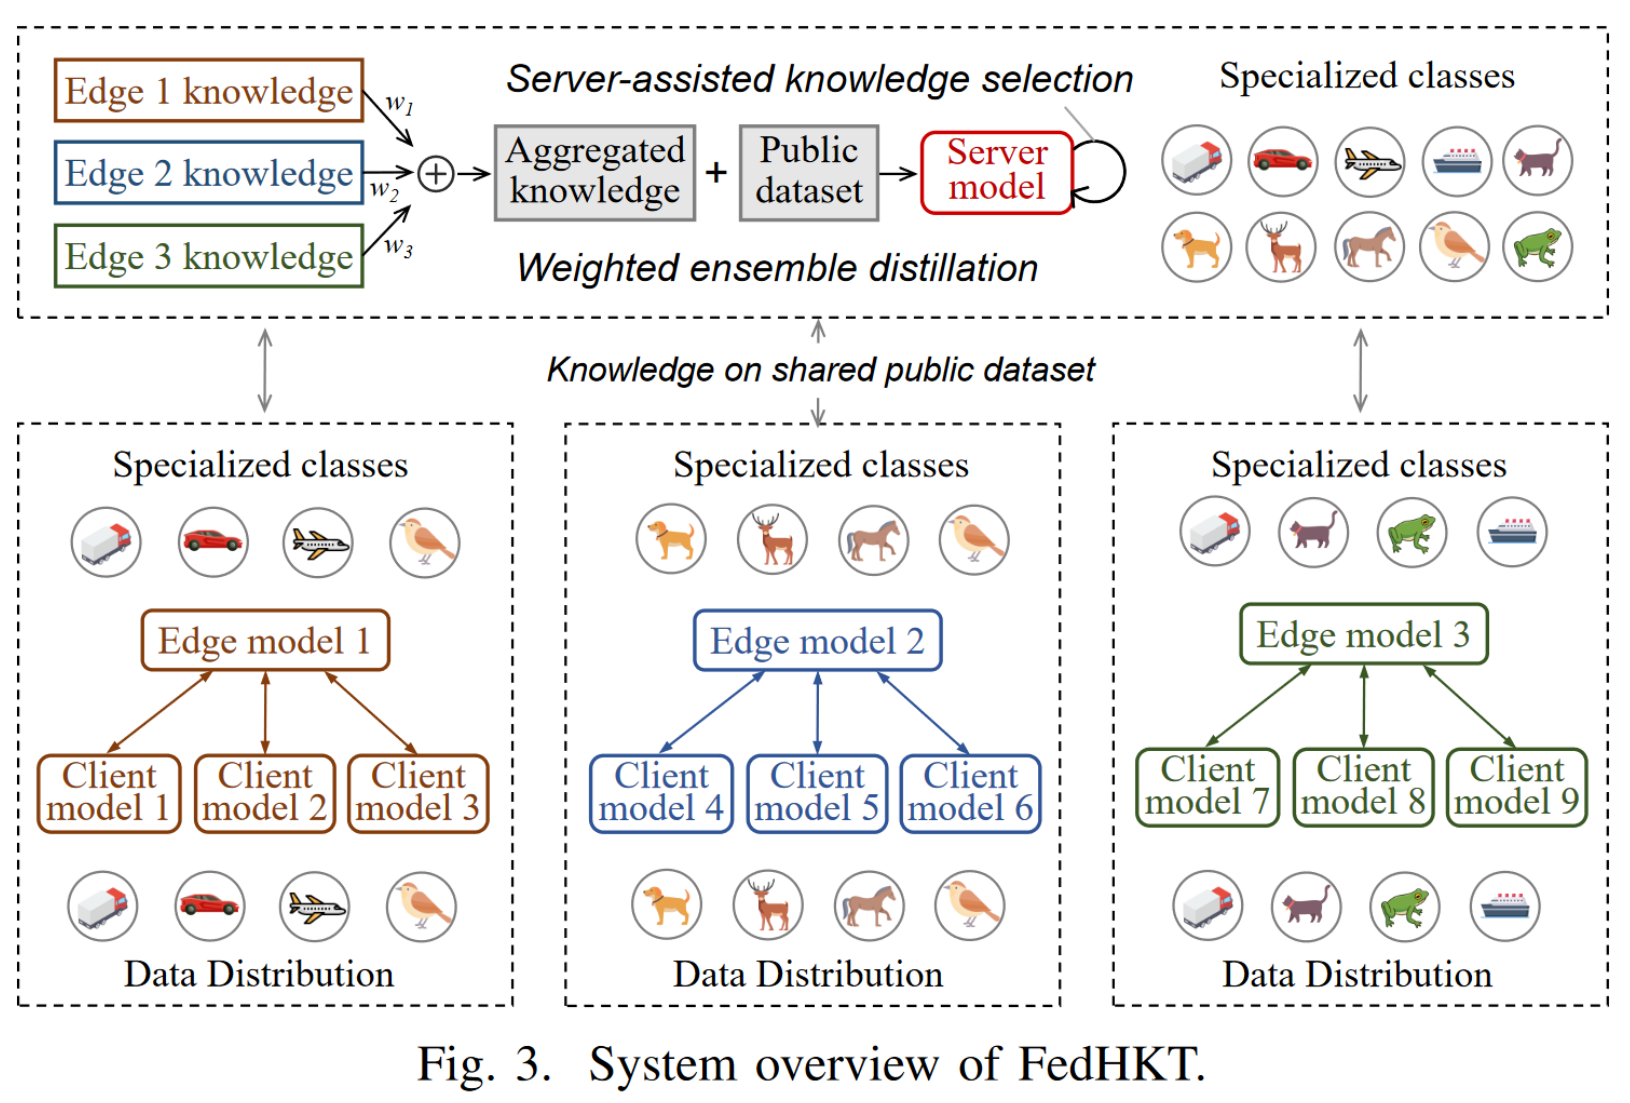 Edge 1 knowledge
Edge 2 knowledge
Edge 3 knowledge
w1
w2
w3
Server-assisted knowledge selection
Aggregated
knowledge
+
Public
dataset
Server
model
Weighted ensemble distillation
Specialized classes
Knowledge on shared public dataset
Specialized classes
Edge model 1
Client
model 1
Client
model 2
Client
model 3
Data Distribution
Specialized classes
Edge model 2
Client
model 4
Client
model 5
Client
model 6
Data Distribution
Specialized classes
Edge model 3
Client
model 7
Client
model 8
Client
model 9
Data Distribution
Fig. 3. System overview of FedHKT.